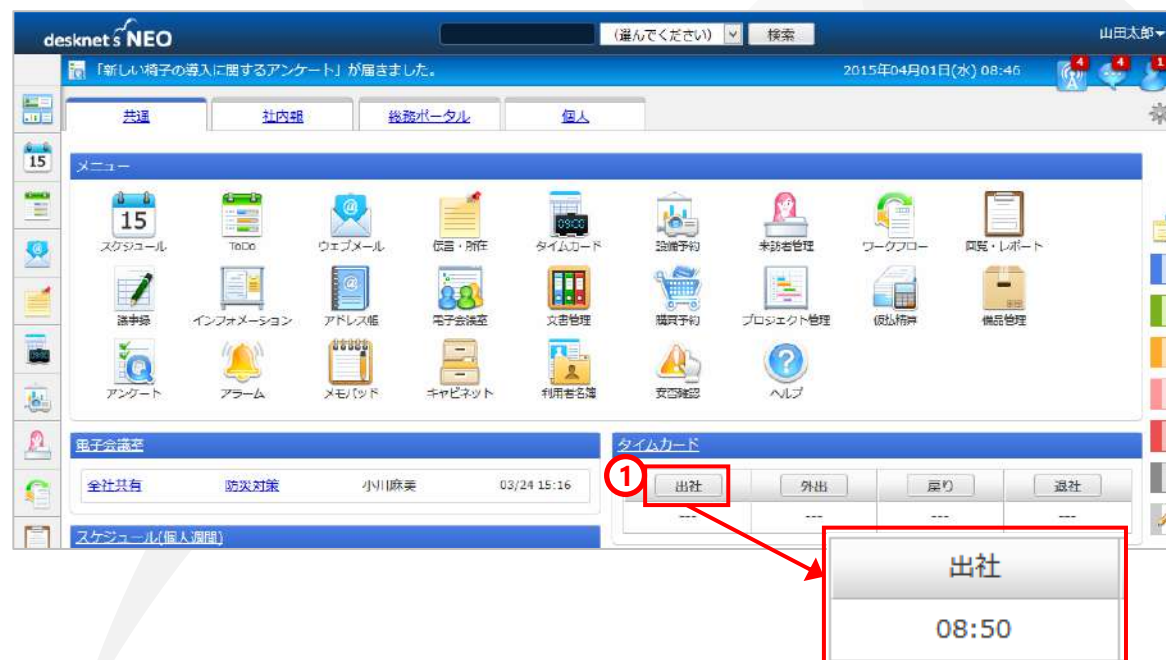 desknet's NEO
(選んでください) 検索 山田太郎
「新しい椅子の導入に関するアンケート」が届きました。 2015年04月01日(水) 08:46 4 4 1
共通 社内報 総務ポータル 個人
15
メニュー
15 09:00
スケジュール ToDo ウェブメール 伝言・所在 タイムカード 設備予約 来訪者管理 ワークフロー 回覧・レポート
議事録 インフォメーション アドレス帳 電子会議室 文書管理 購買予約 プロジェクト管理 仮払精算 備品管理
アンケート アラーム メモパッド キャビネット 利用者名簿 安否確認 ヘルプ
電子会議室 タイムカード
全社共有 防災対策 小川麻美 03/24 15:16 1 出社 外出 戻り 退社
--- --- --- ---
スケジュール(個人週間)
出社
08:50